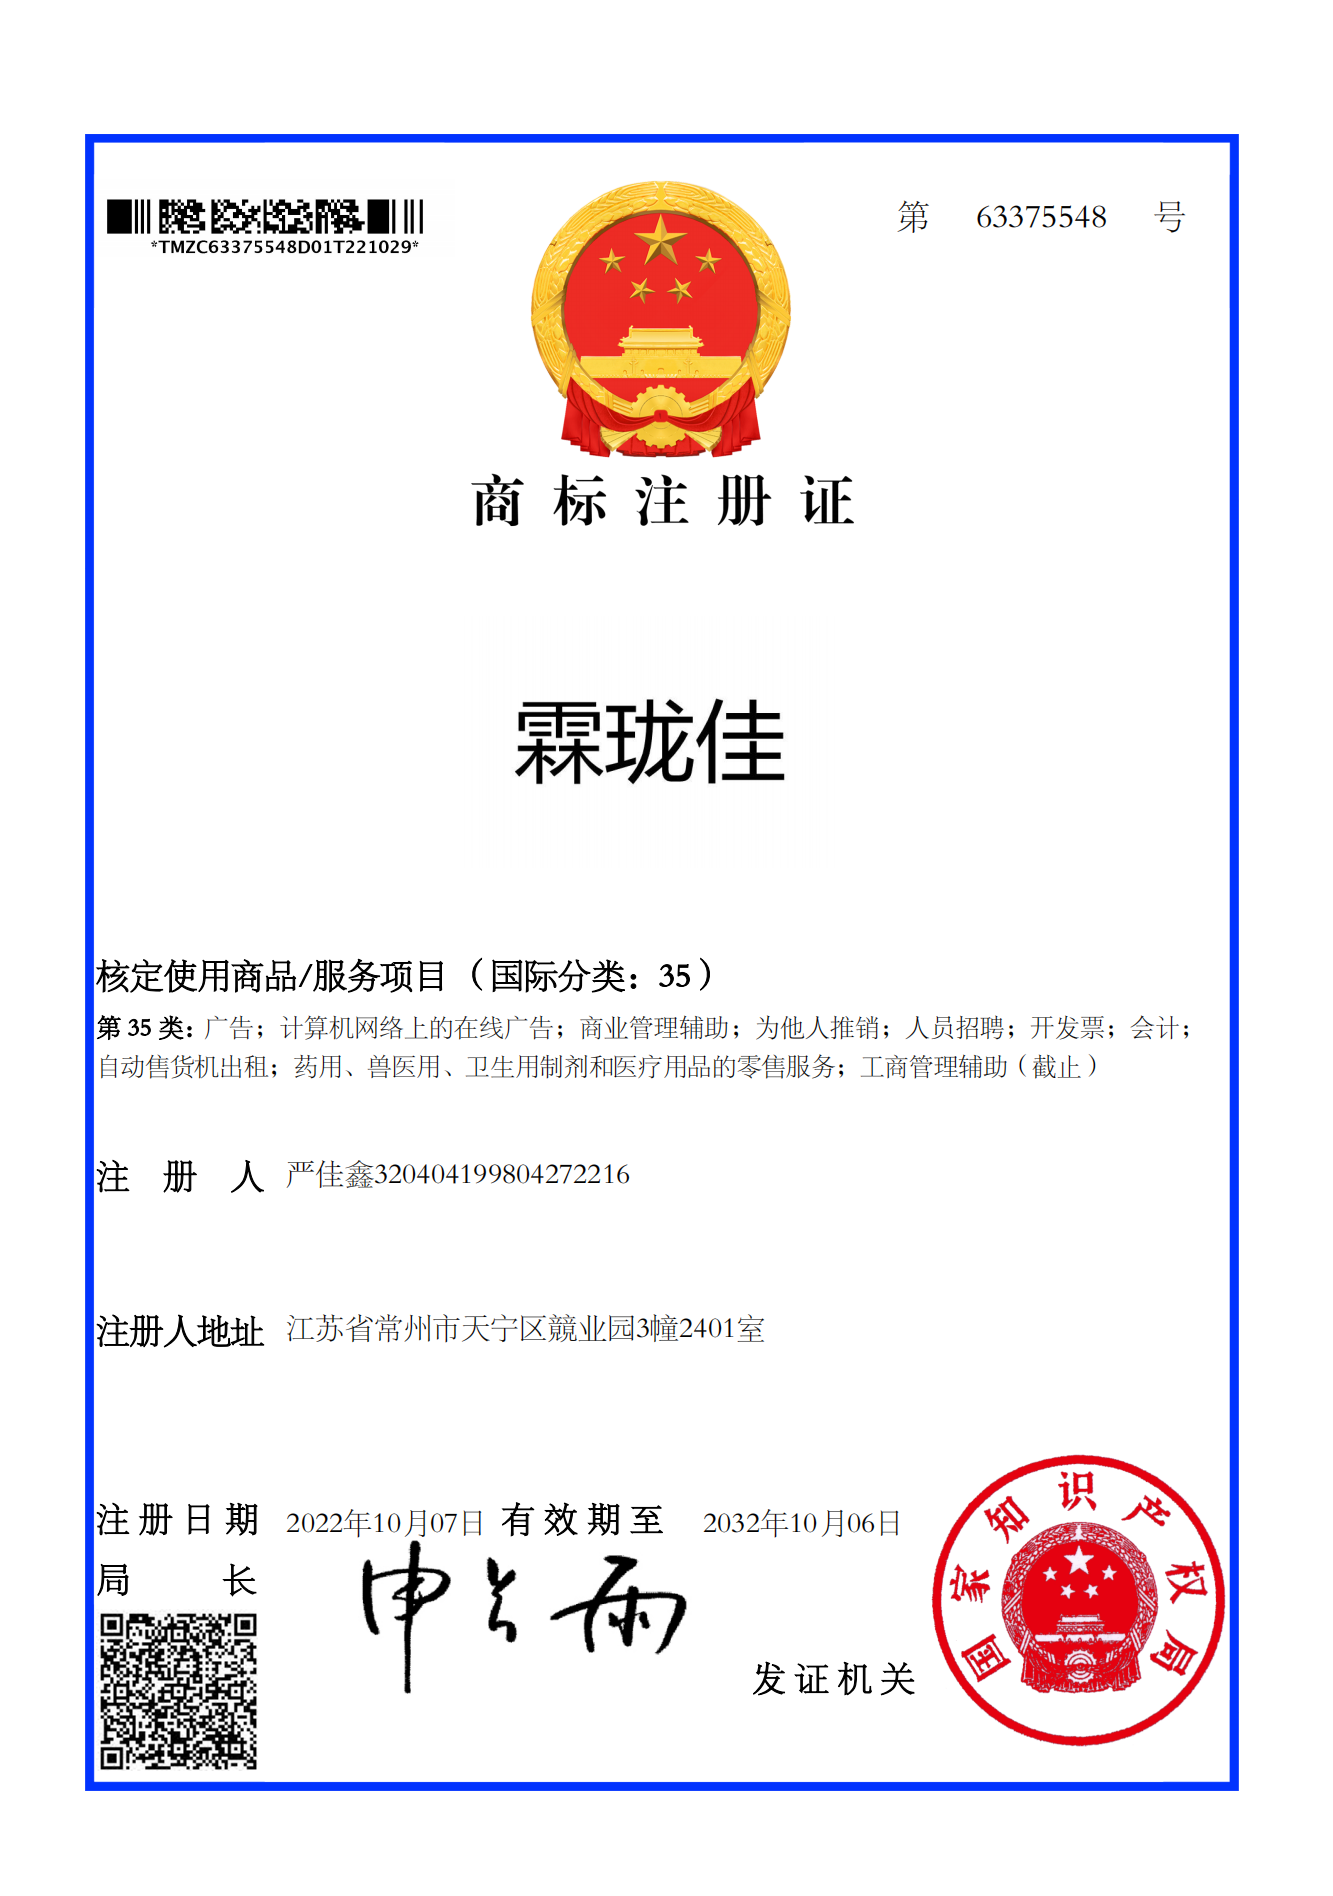 *TMZC63375548D01T221029*
第 63375548 号
商标注册证
霖珑佳
核定使用商品/服务项目（国际分类：35）
第 35 类：广告；计算机网络上的在线广告；商业管理辅助；为他人推销；人员招聘；开发票；会计；
自动售货机出租；药用、兽医用、卫生用制剂和医疗用品的零售服务；工商管理辅助（截止）
注 册 人 严佳鑫320404199804272216
注册人地址 江苏省常州市天宁区競业园3幢2401室
注册日期 2022年10月07日 有效期至 2032年10月06日
局 长 申长雨
发证机关
国家知识产权局